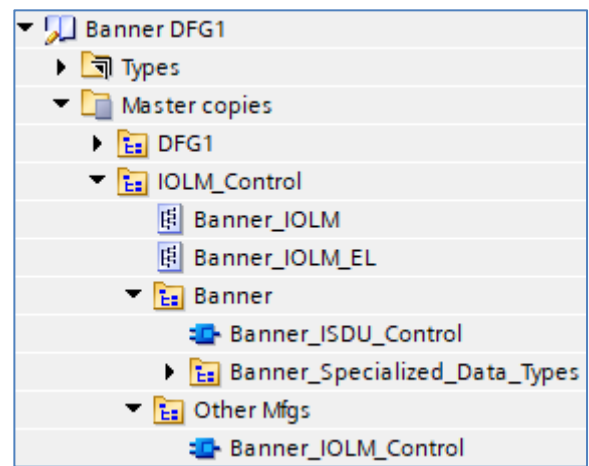 Banner DFG1
Types
Master copies
DFG1
IOLM_Control
Banner_IOLM
Banner_IOLM_EL
Banner
Banner_ISDU_Control
Banner_Specialized_Data_Types
Other Mfgs
Banner_IOLM_Control